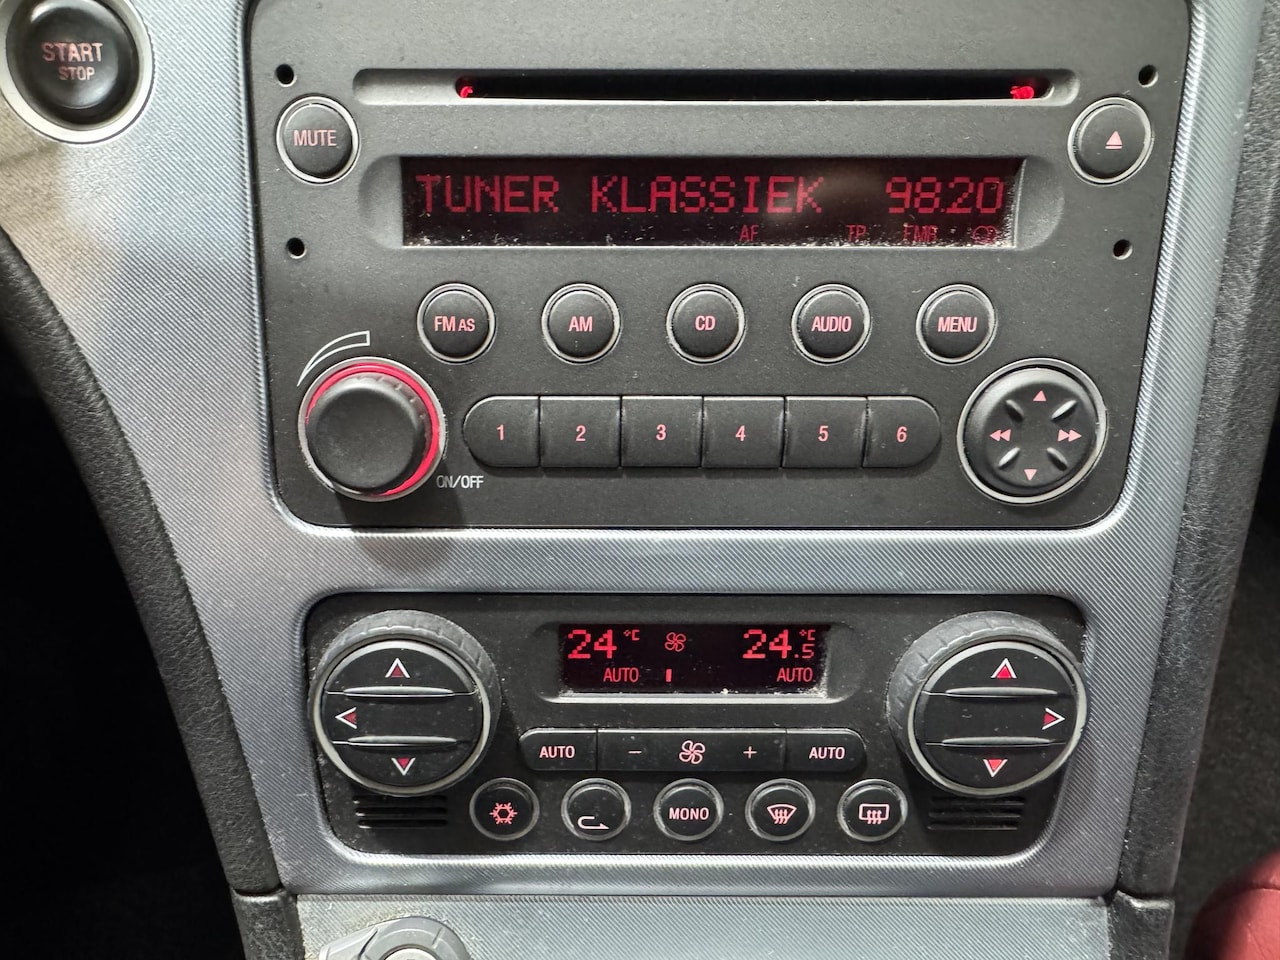 START
STOP
MUTE
TUNER KLASSIEK 98.20
AF TP FMR
FM AS AM CD AUDIO MENU
1 2 3 4 5 6
ON/OFF
24 °C 24.5 °C
AUTO AUTO
AUTO - + AUTO
MONO